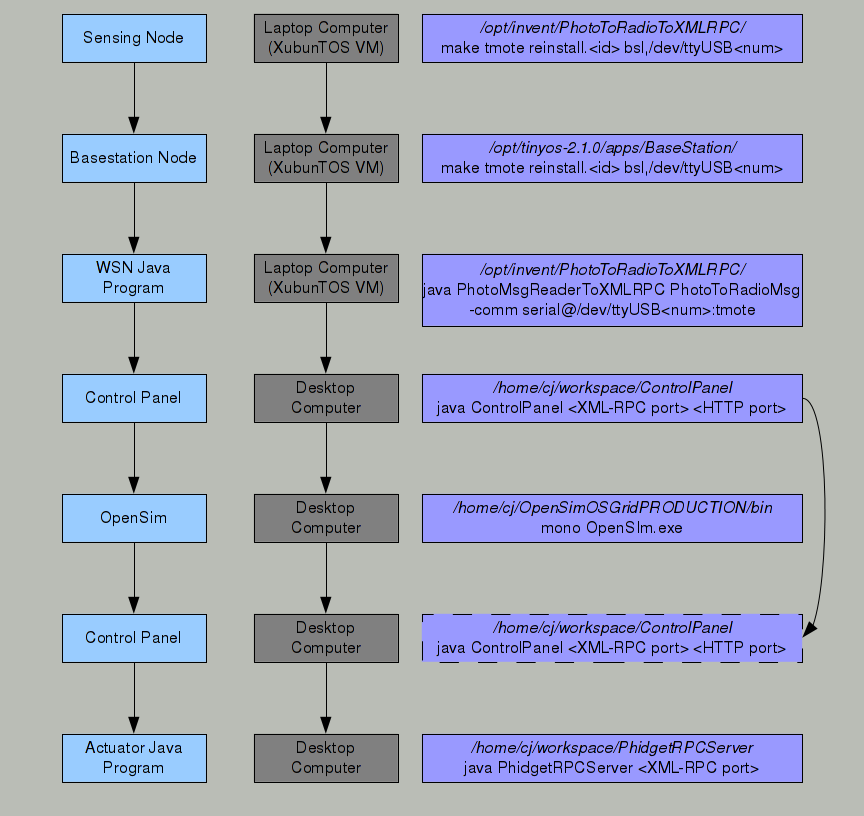 Sensing Node
Laptop Computer
(XubunTOS VM)
/opt/invent/PhotoToRadioToXMLRPC/
make tmote reinstall.<id> bsl,/dev/ttyUSB<num>
Basestation Node
Laptop Computer
(XubunTOS VM)
/opt/tinyos-2.1.0/apps/BaseStation/
make tmote reinstall.<id> bsl,/dev/ttyUSB<num>
WSN Java
Program
Laptop Computer
(XubunTOS VM)
/opt/invent/PhotoToRadioToXMLRPC/
java PhotoMsgReaderToXMLRPC PhotoToRadioMsg
-comm serial@/dev/ttyUSB<num>:tmote
Control Panel
Desktop
Computer
/home/cj/workspace/ControlPanel
java ControlPanel <XML-RPC port> <HTTP port>
OpenSim
Desktop
Computer
/home/cj/OpenSimOSGridPRODUCTION/bin
mono OpenSIm.exe
Control Panel
Desktop
Computer
/home/cj/workspace/ControlPanel
java ControlPanel <XML-RPC port> <HTTP port>
Actuator Java
Program
Desktop
Computer
/home/cj/workspace/PhidgetRPCServer
java PhidgetRPCServer <XML-RPC port>